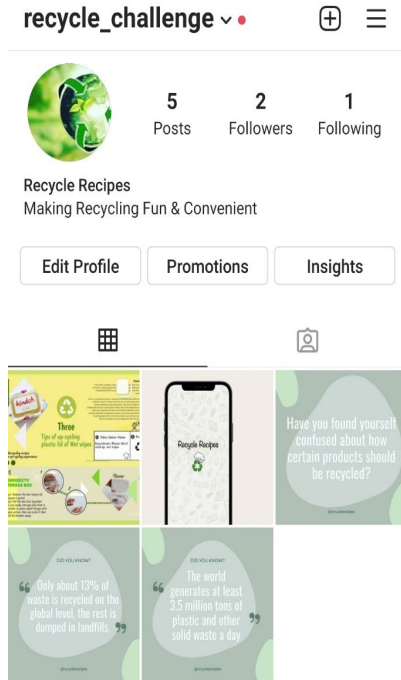 recycle_challenge
5
2
1
Posts
Followers
Following
Recycle Recipes
Making Recycling Fun & Convenient
Edit Profile
Promotions
Insights
Three
Tips of up-cycling
plastic lid of Wet wipes
Recycle Recipes
Have you found yourself
confused about how
certain products should
be recycled?
@recyclerecipes
DID YOU KNOW?
Only about 13% of
waste is recycled on the
global level, the rest is
dumped in landfills.
@recyclerecipes
DID YOU KNOW?
The world
generates at least
3.5 million tons of
plastic and other
solid waste a day
@recyclerecipes